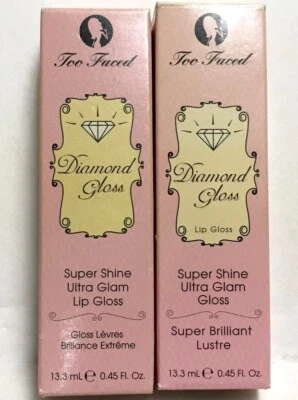 Too Faced
Diamond
Gloss
Super Shine
Ultra Glam
Lip Gloss
Gloss Lèvres
Brillance Extrême
13.3 mL e 0.45 Fl. Oz.
Too Faced
Diamond
Gloss
Lip Gloss
Super Shine
Ultra Glam
Gloss
Super Brilliant
Lustre
13.3 mL e 0.45 Fl. Oz.